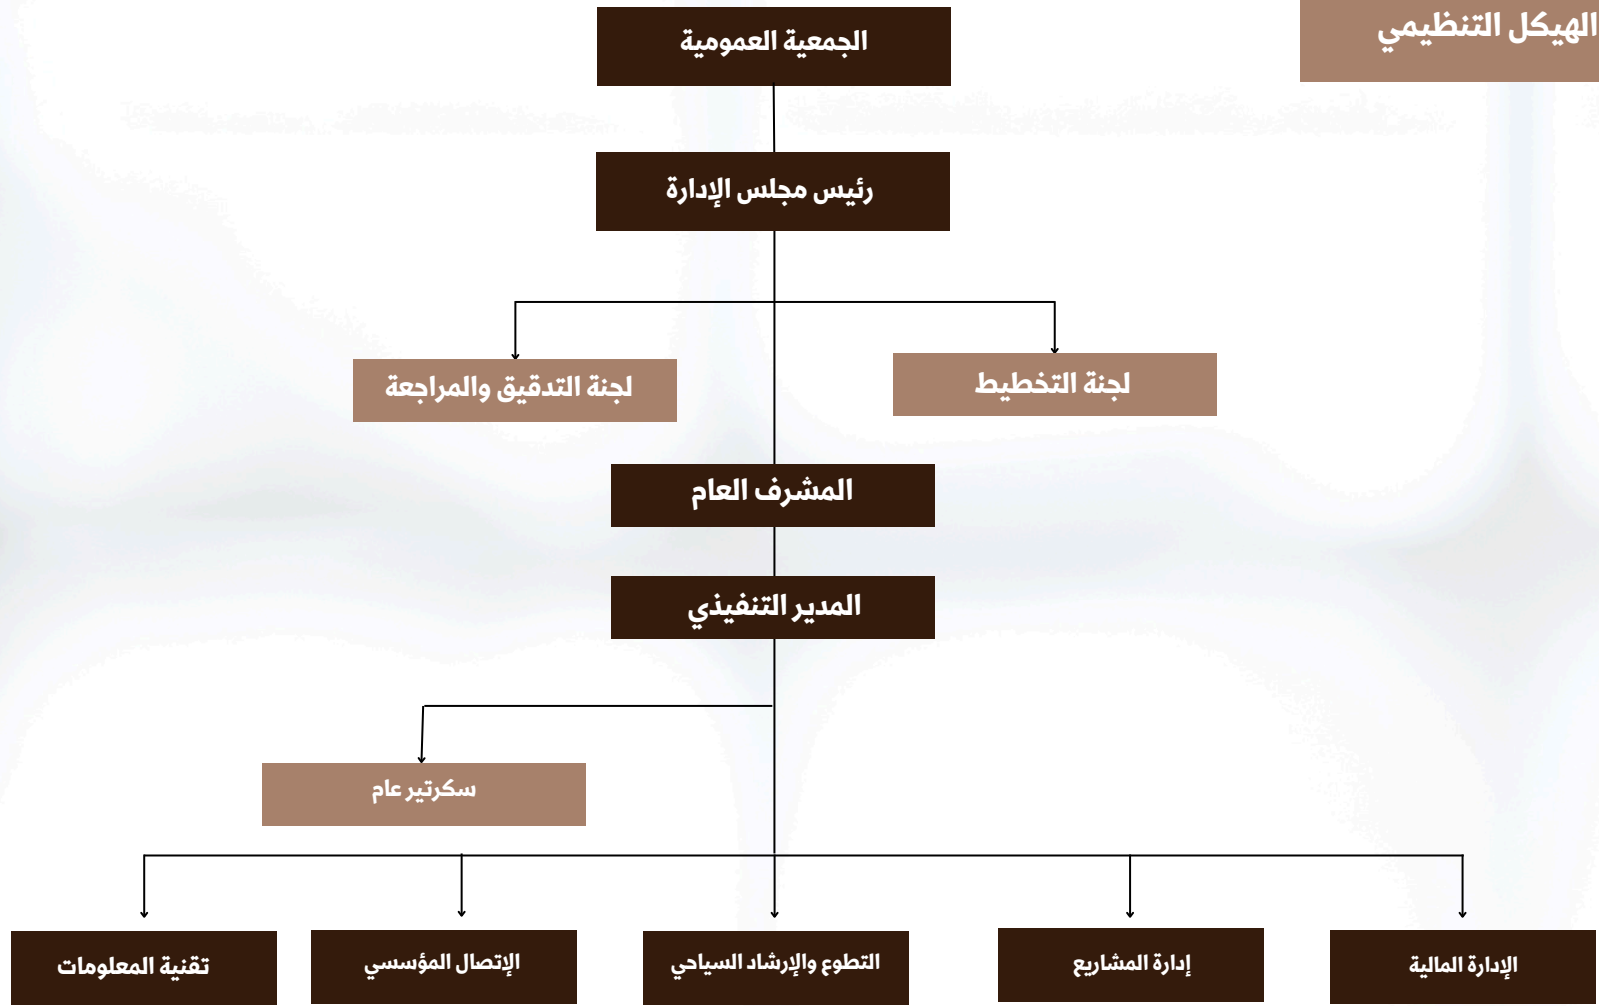 الهيكل التنظيمي
الجمعية العمومية
رئيس مجلس الإدارة
لجنة التخطيط
لجنة التدقيق والمراجعة
المشرف العام
المدير التنفيذي
سكرتير عام
الإدارة المالية
إدارة المشاريع
التطوع والإرشاد السياحي
الإتصال المؤسسي
تقنية المعلومات